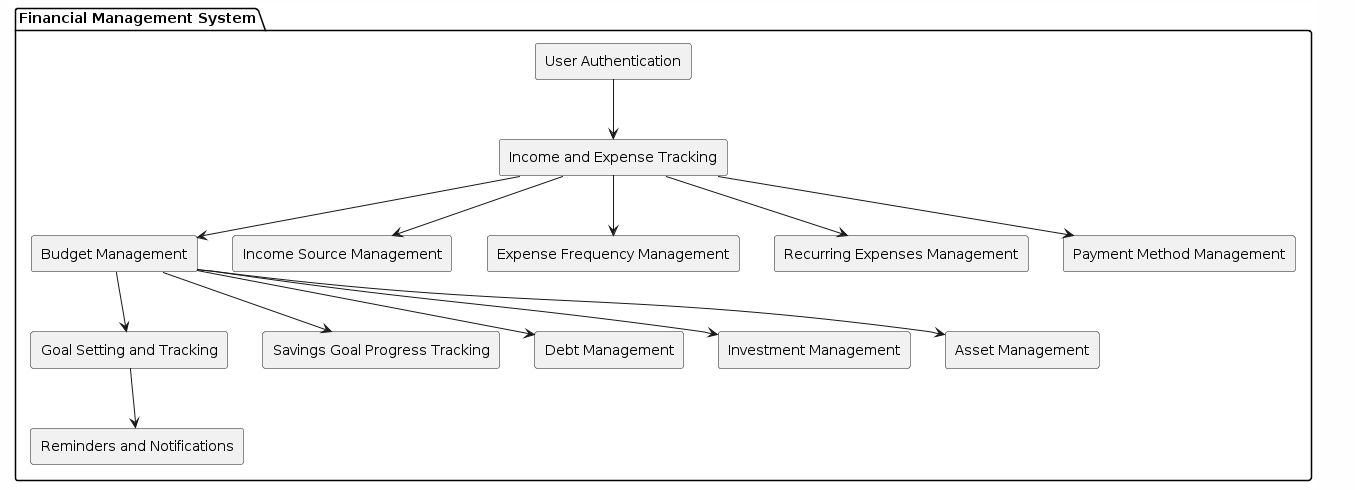 Financial Management System
User Authentication
Income and Expense Tracking
Budget Management
Income Source Management
Expense Frequency Management
Recurring Expenses Management
Payment Method Management
Goal Setting and Tracking
Savings Goal Progress Tracking
Debt Management
Investment Management
Asset Management
Reminders and Notifications